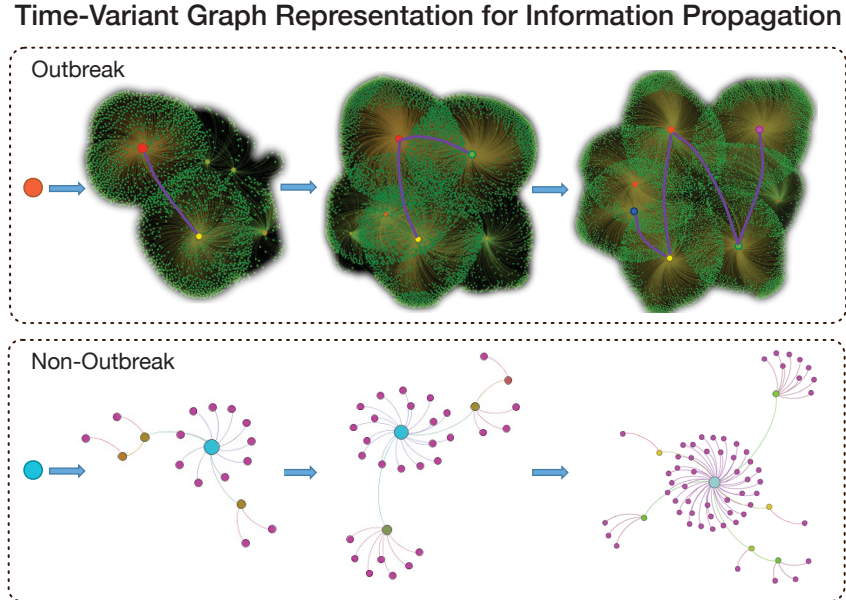 Time-Variant Graph Representation for Information Propagation
Outbreak
Non-Outbreak